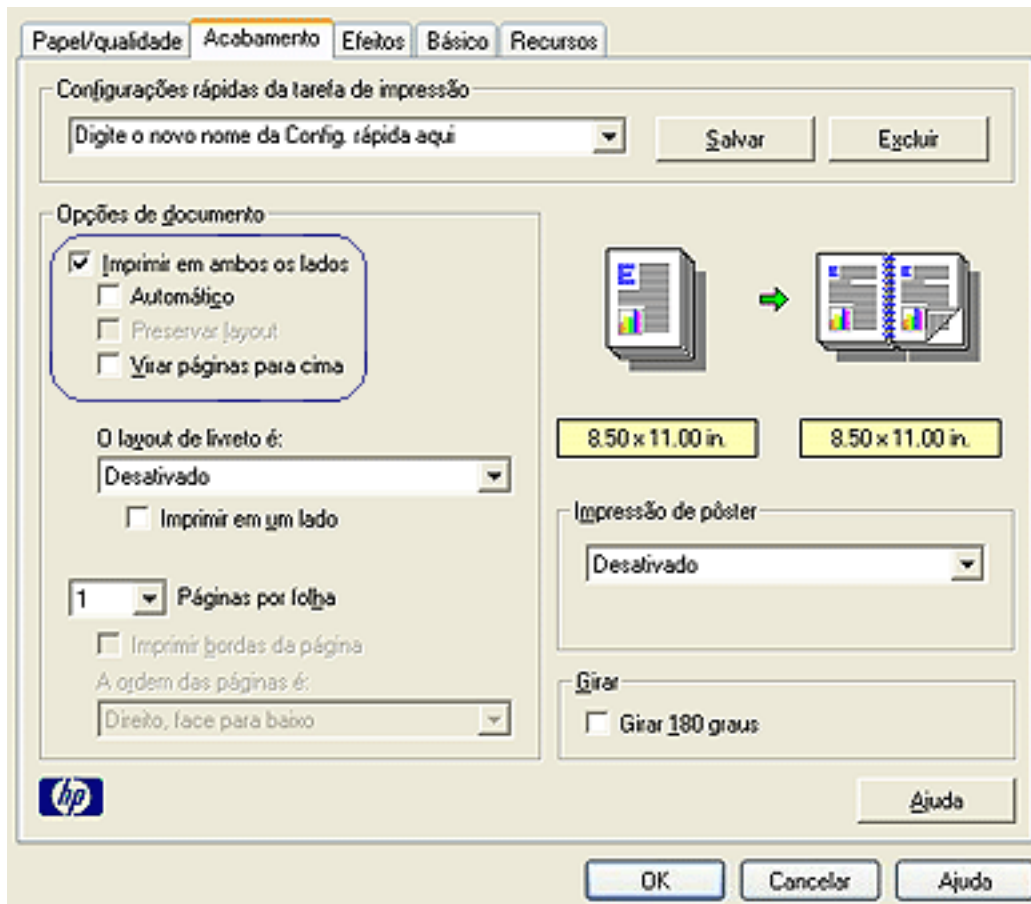 Papel/qualidade Acabamento Efeitos Básico Recursos
Configurações rápidas da tarefa de impressão
Digite o novo nome da Config. rápida aqui Salvar Excluir
Opções de documento
Imprimir em ambos os lados
Automático
Preservar layout
Virar páginas para cima
O layout de livreto é:
Desativado
Imprimir em um lado
1 Páginas por folha
Imprimir bordas da página
A ordem das páginas é:
Direito, face para baixo
E E E
8.50 x 11.00 in. 8.50 x 11.00 in.
Impressão de pôster
Desativado
Girar
Girar 180 graus
hp
Ajuda
OK Cancelar Ajuda